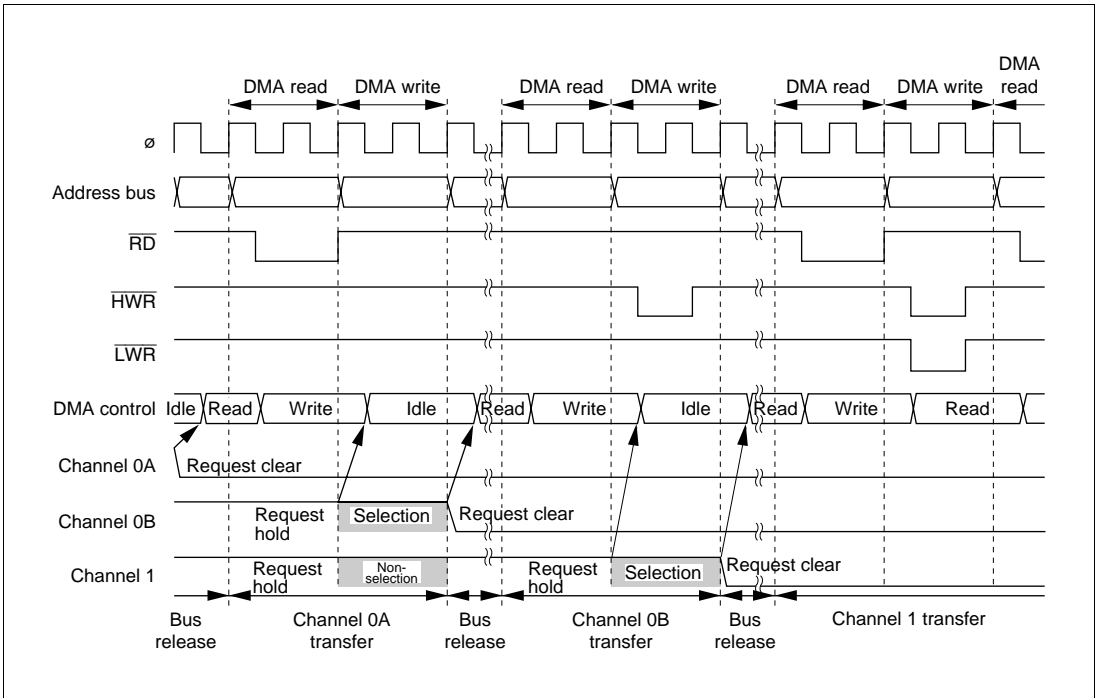 DMA
DMA read DMA write DMA read DMA write DMA read DMA write read
ø
Address bus
RD
HWR
LWR
DMA control Idle Read Write Idle Read Write Idle Read Write Read
Channel 0A Request clear
Channel 0B Request hold Selection Request clear
Channel 1 Request hold Non-selection Request hold Selection Request clear
Bus release Channel 0A transfer Bus release Channel 0B transfer Bus release Channel 1 transfer